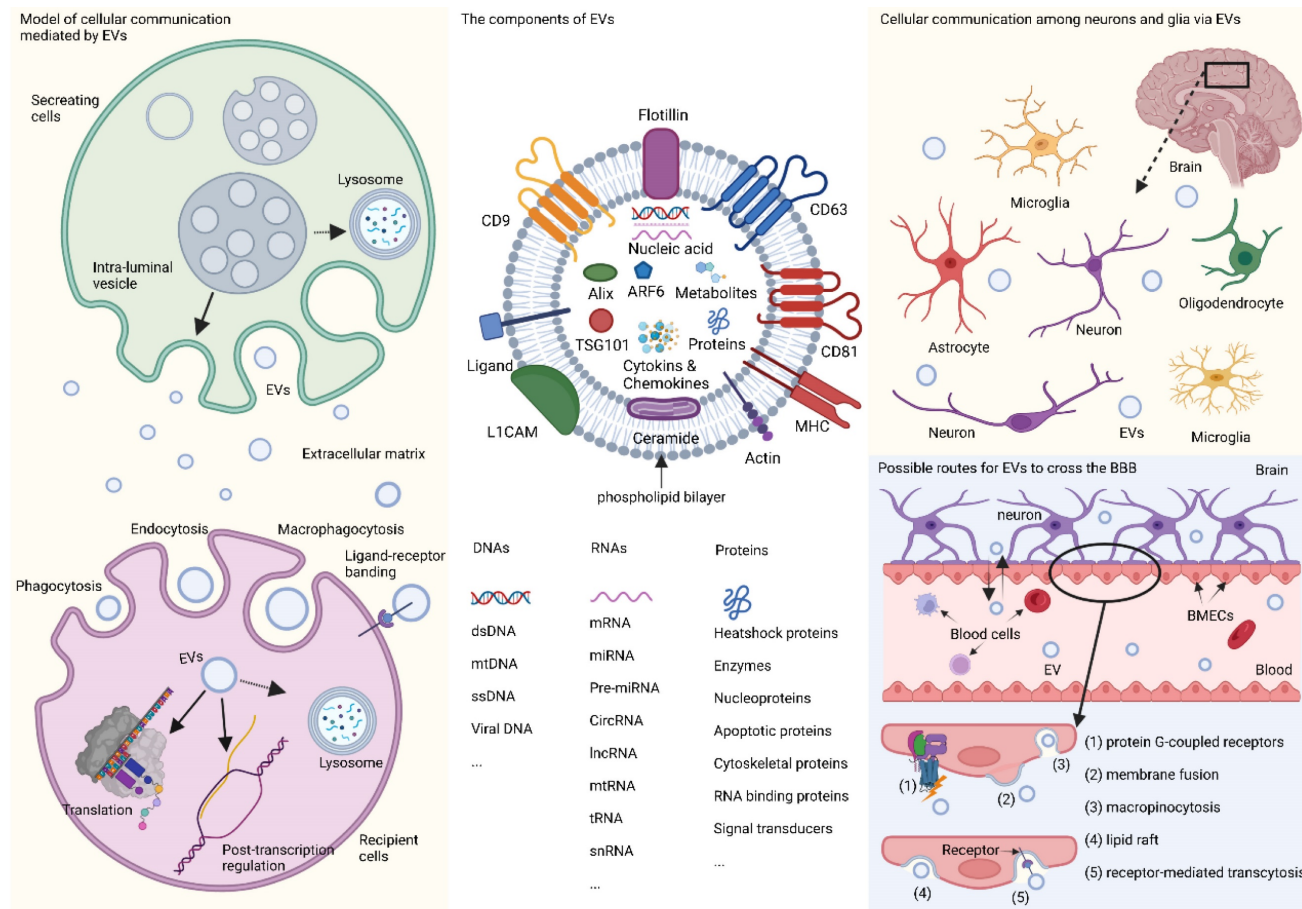 Model of cellular communication
mediated by EVs
Secreating
cells
Lysosome
Intra-luminal
vesicle
EVs
Extracellular matrix
Endocytosis
Macrophagocytosis
Ligand-receptor
banding
Phagocytosis
EVs
Lysosome
Translation
Post-transcription
regulation
Recipient
cells
The components of EVs
Flotillin
CD9
CD63
Nucleic acid
Alix
ARF6
Metabolites
TSG101
Proteins
CD81
Ligand
Cytokins &
Chemokines
L1CAM
Ceramide
MHC
Actin
phospholipid bilayer
DNAs
dsDNA
mtDNA
ssDNA
Viral DNA
...
RNAs
mRNA
miRNA
Pre-miRNA
CircRNA
lncRNA
mtRNA
tRNA
snRNA
...
Proteins
Heatshock proteins
Enzymes
Nucleoproteins
Apoptotic proteins
Cytoskeletal proteins
RNA binding proteins
Signal transducers
...
Cellular communication among neurons and glia via EVs
Brain
Microglia
Oligodendrocyte
Neuron
Astrocyte
Neuron
EVs
Microglia
Possible routes for EVs to cross the BBB
Brain
neuron
BMECs
Blood cells
EV
Blood
(1)
(2)
(3)
Receptor
(4)
(5)
(1) protein G-coupled receptors
(2) membrane fusion
(3) macropinocytosis
(4) lipid raft
(5) receptor-mediated transcytosis